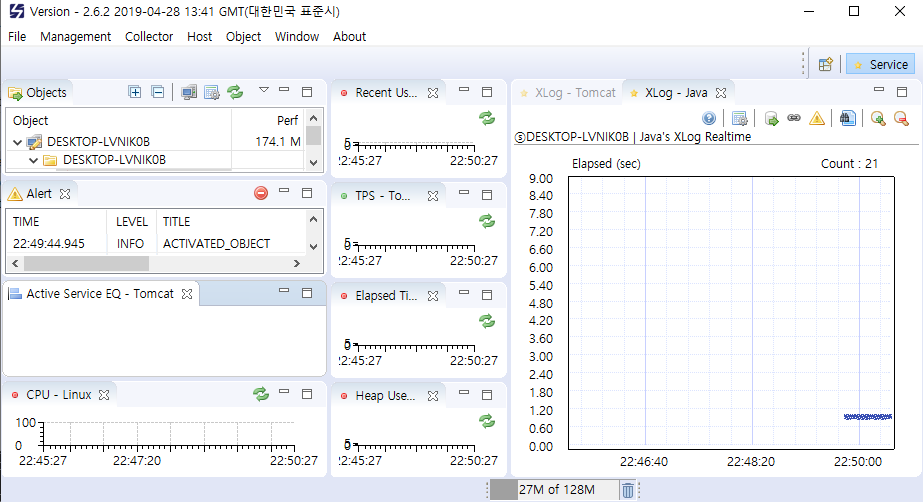 Version - 2.6.2 2019-04-28 13:41 GMT(대한민국 표준시)
File Management Collector Host Object Window About
Service
Objects
Object Perf
DESKTOP-LVNIK0B 174.1 M
DESKTOP-LVNIK0B
Alert
TIME LEVEL TITLE
22:49:44.945 INFO ACTIVATED_OBJECT
Active Service EQ - Tomcat
CPU - Linux
100
0
22:45:27 22:47:20 22:50:27
Recent Us...
22:45:27 22:50:27
TPS - To...
22:45:27 22:50:27
Elapsed Ti...
22:45:27 22:50:27
Heap Use...
22:45:27 22:50:27
XLog - Tomcat XLog - Java
ⓢDESKTOP-LVNIK0B | Java's XLog Realtime
Elapsed (sec) Count : 21
9.00
8.40
7.80
7.20
6.60
6.00
5.40
4.80
4.20
3.60
3.00
2.40
1.80
1.20
0.60
0.00
22:46:40 22:48:20 22:50:00
27M of 128M